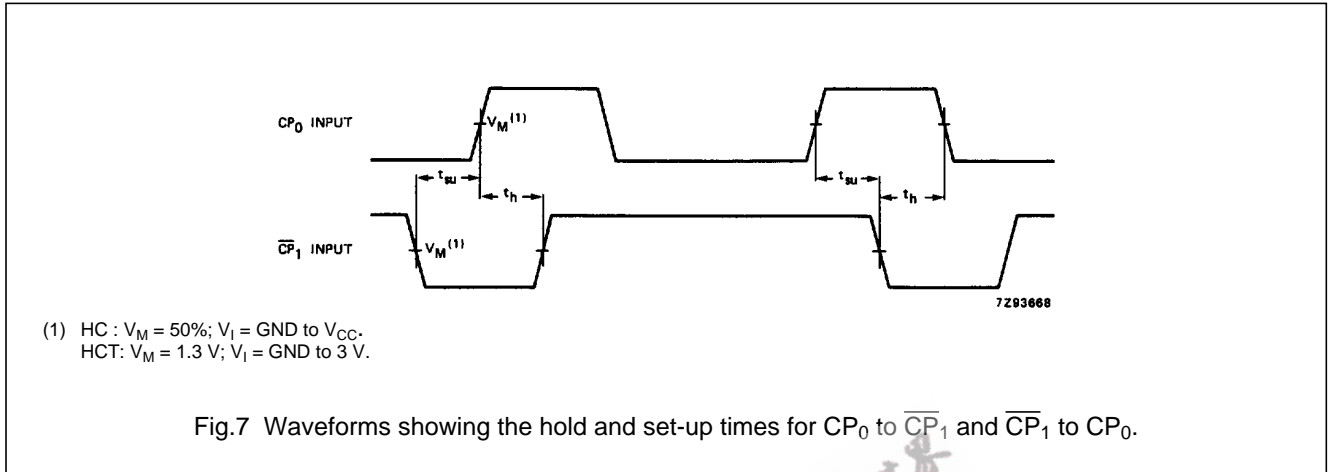 CP0 INPUT
VM(1)
tsu
th
tsu
th
CP1 INPUT
VM(1)
7Z93668
(1) HC : VM = 50%; VI = GND to VCC.
HCT: VM = 1.3 V; VI = GND to 3 V.
Fig.7 Waveforms showing the hold and set-up times for CP0 to CP1 and CP1 to CP0.